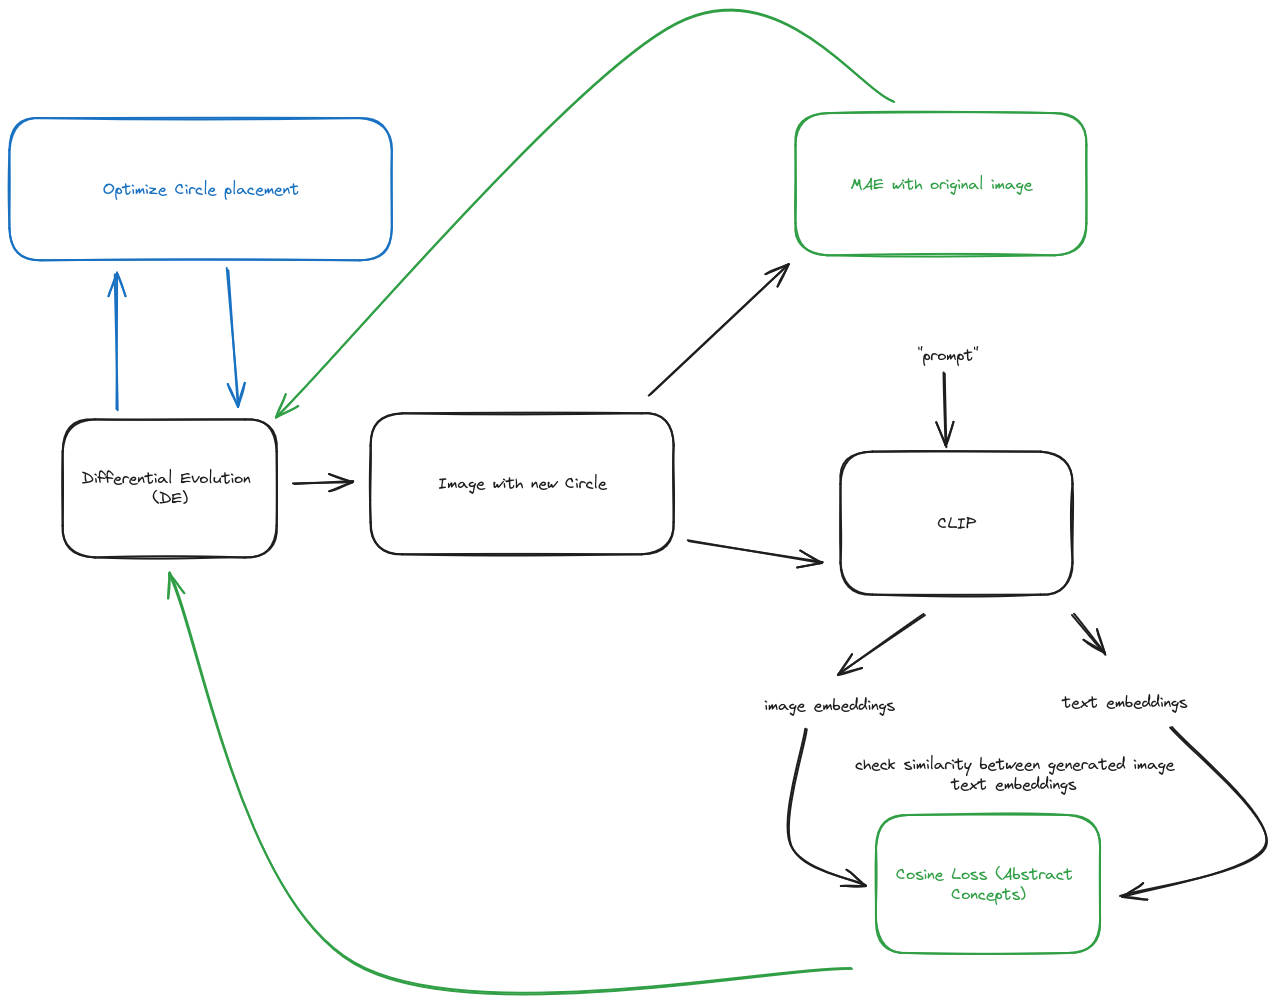 Optimize Circle placement
MAE with original image
"prompt"
Differential Evolution
(DE)
Image with new Circle
CLIP
image embeddings
text embeddings
check similarity between generated image
text embeddings
Cosine Loss (Abstract
Concepts)